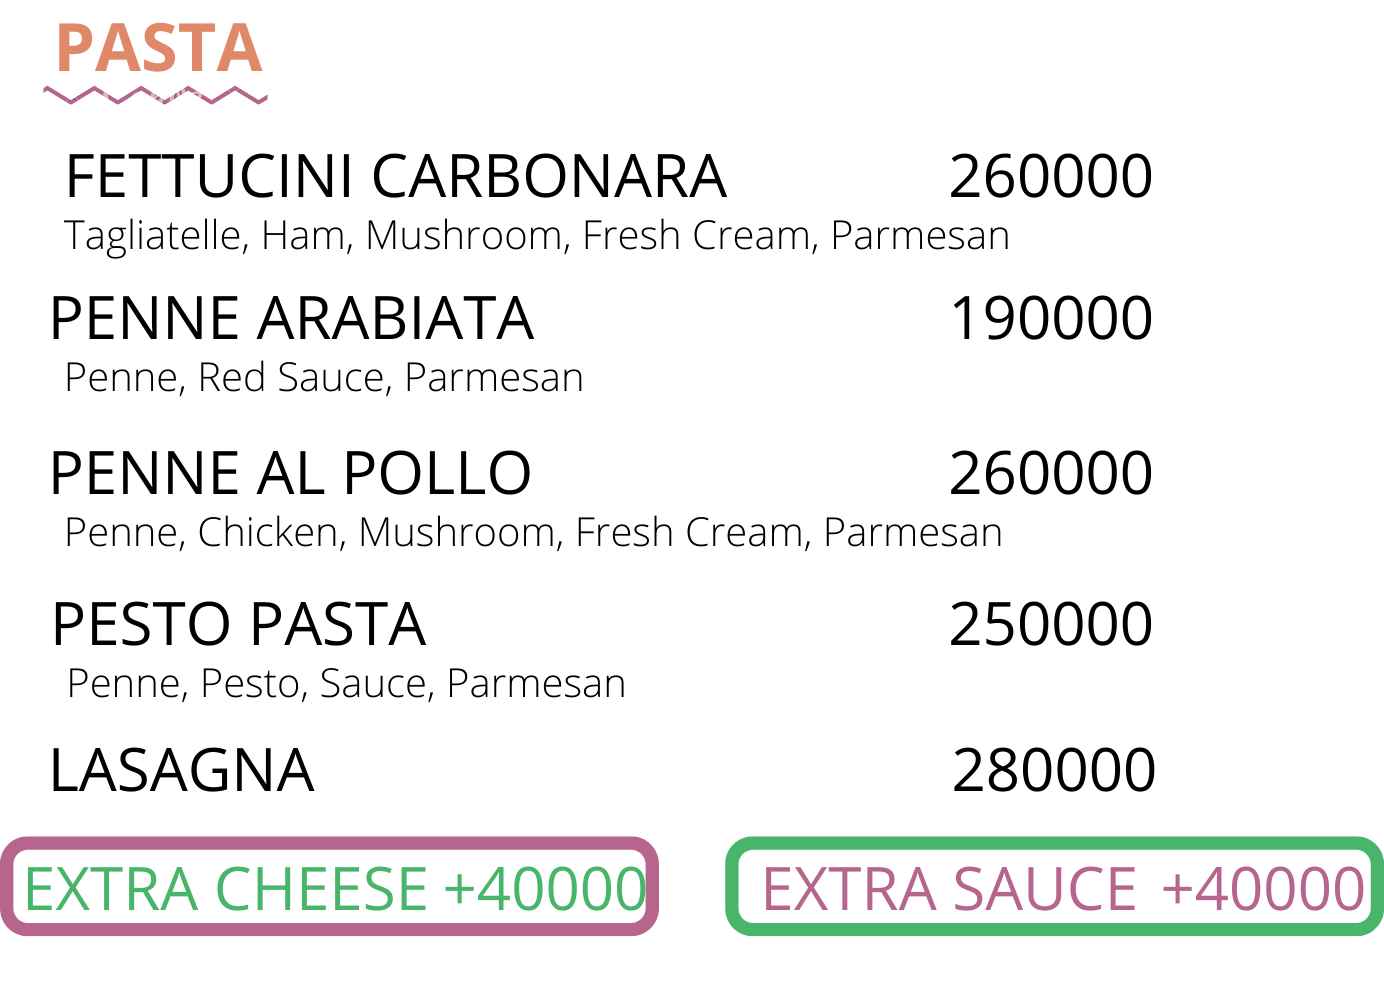 PASTA
FETTUCINI CARBONARA 260000
Tagliatelle, Ham, Mushroom, Fresh Cream, Parmesan
PENNE ARABIATA 190000
Penne, Red Sauce, Parmesan
PENNE AL POLLO 260000
Penne, Chicken, Mushroom, Fresh Cream, Parmesan
PESTO PASTA 250000
Penne, Pesto, Sauce, Parmesan
LASAGNA 280000
EXTRA CHEESE +40000 EXTRA SAUCE +40000